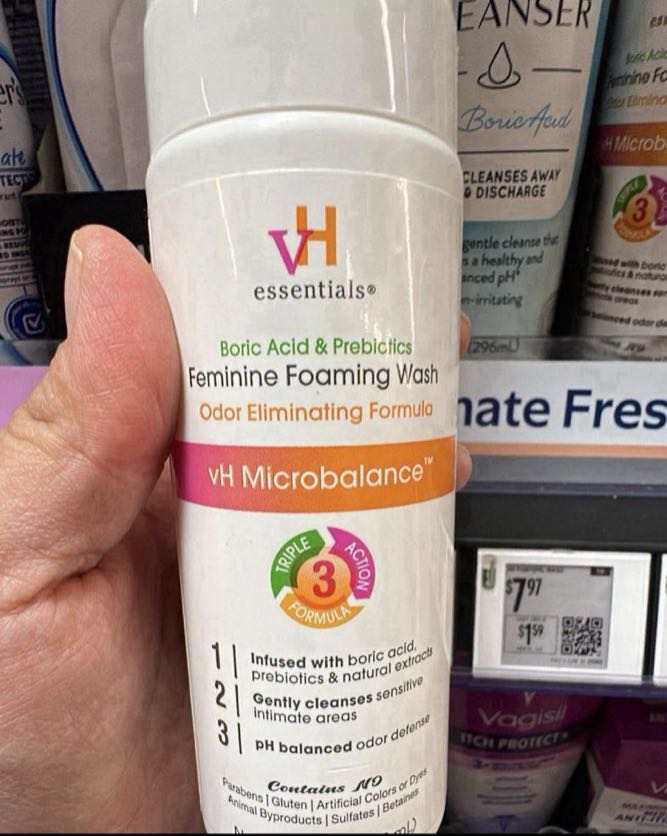 vH
essentials®
Boric Acid & Prebiotics
Feminine Foaming Wash
Odor Eliminating Formula
vH Microbalance™
TRIPLE
ACTION
3
FORMULA
1 | Infused with boric acid,
prebiotics & natural extracts
2 | Gently cleanses sensitive
intimate areas
3 | pH balanced odor defense
Contains NO
Parabens | Gluten | Artificial Colors or Dyes
Animal Byproducts | Sulfates | Betaines
EANSER
Boric Acid
CLEANSES AWAY
& DISCHARGE
gentle cleanse that
s a healthy and
anced pH*
n-irritating
(296mL)
H Microb
3
nate Fres
$7.97
$1.59
Vagisil
ITCH PROTECT+